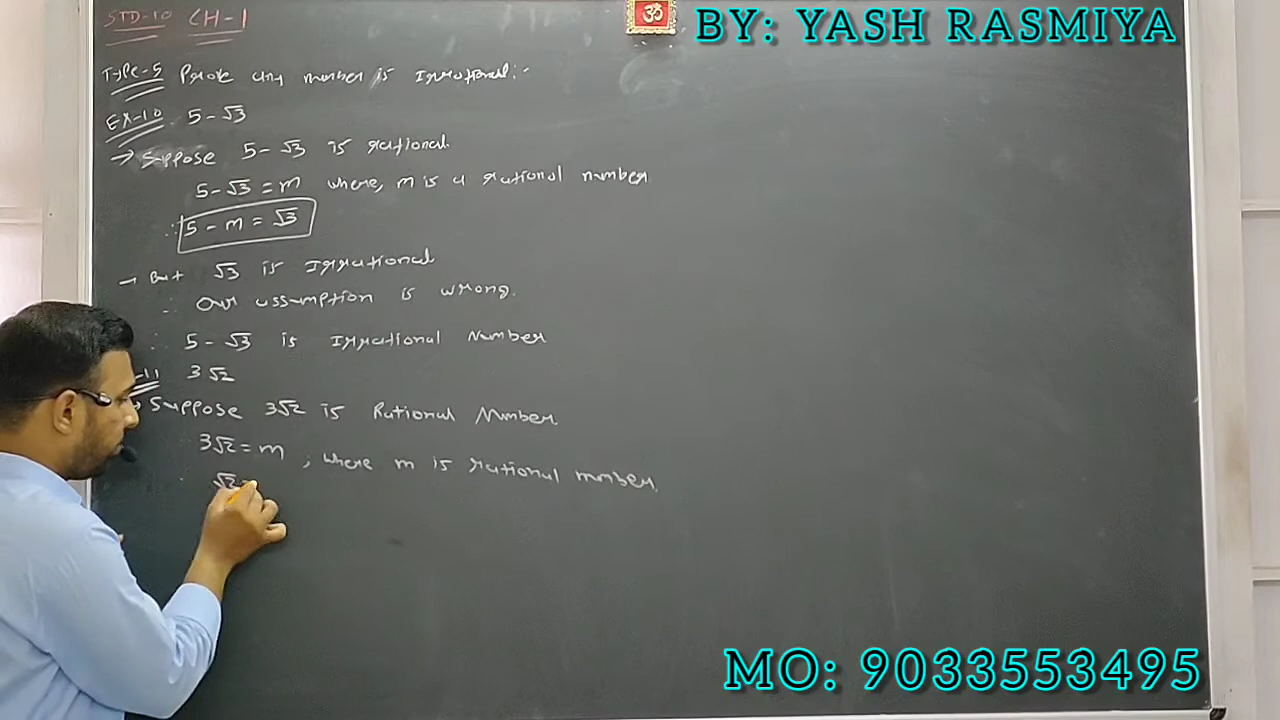 STD-10 CH-1
BY: YASH RASMIYA
ॐ
Type-5 Prove any number is Irrational:-
Ex-10 5-√3
→ Suppose 5-√3 is rational.
5-√3=m where, m is a rational number
∴ 5-m=√3
→ But √3 is Irrational
∴ Our assumption is wrong.
∴ 5-√3 is Irrational Number
-11 3√2
→ Suppose 3√2 is Rational Number
∴ 3√2=m ; where m is rational number.
∴ √2=
MO: 9033553495